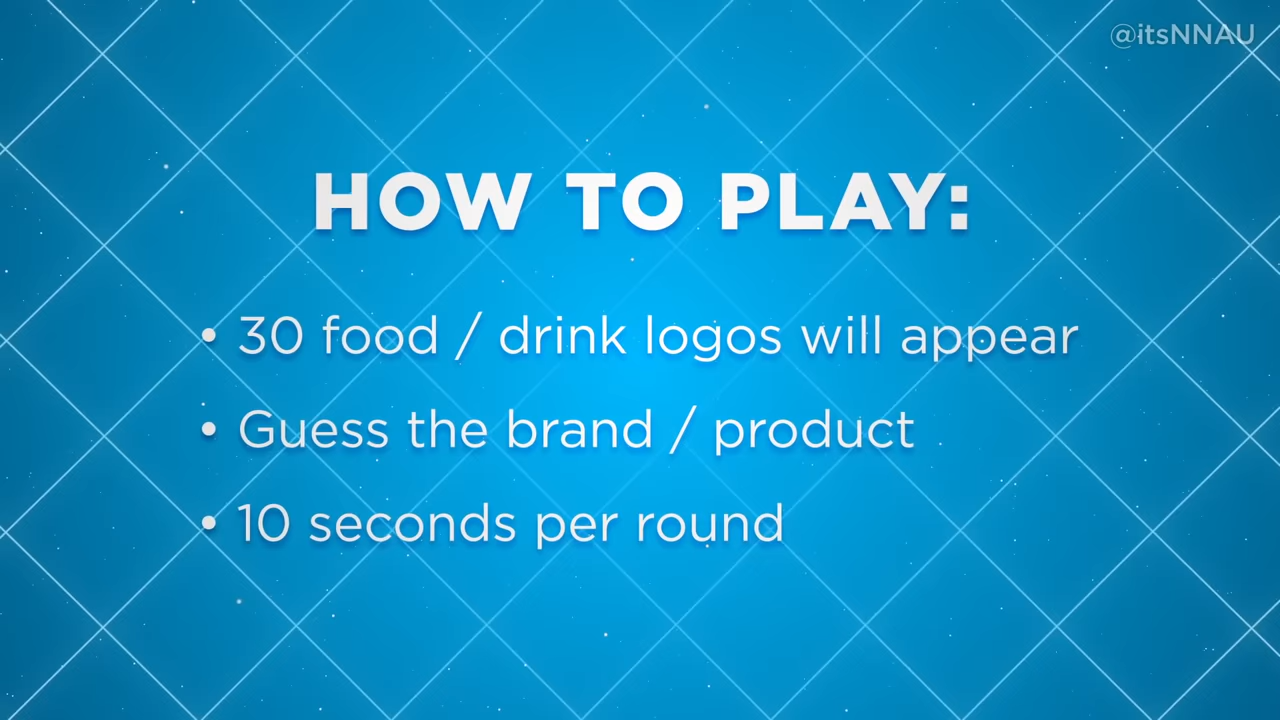 @itsNNAU
HOW TO PLAY:
• 30 food / drink logos will appear
• Guess the brand / product
• 10 seconds per round